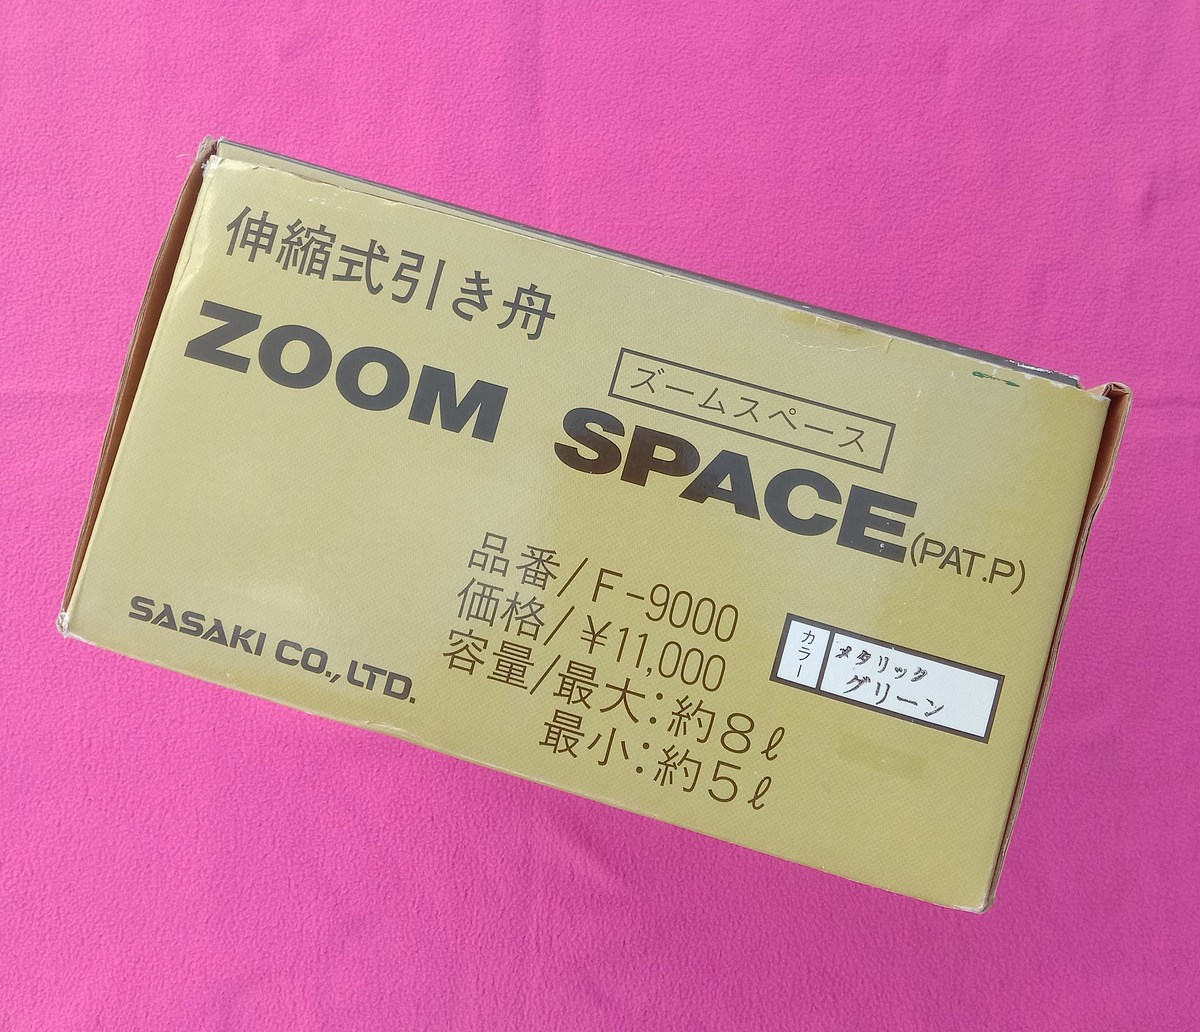 伸縮式引き舟
ズームスペース
ZOOM SPACE (PAT.P)
品番/F-9000
価格/¥11,000
容量/最大:約8ℓ
最小:約5ℓ
カラー
メタリック
グリーン
SASAKI CO., LTD.